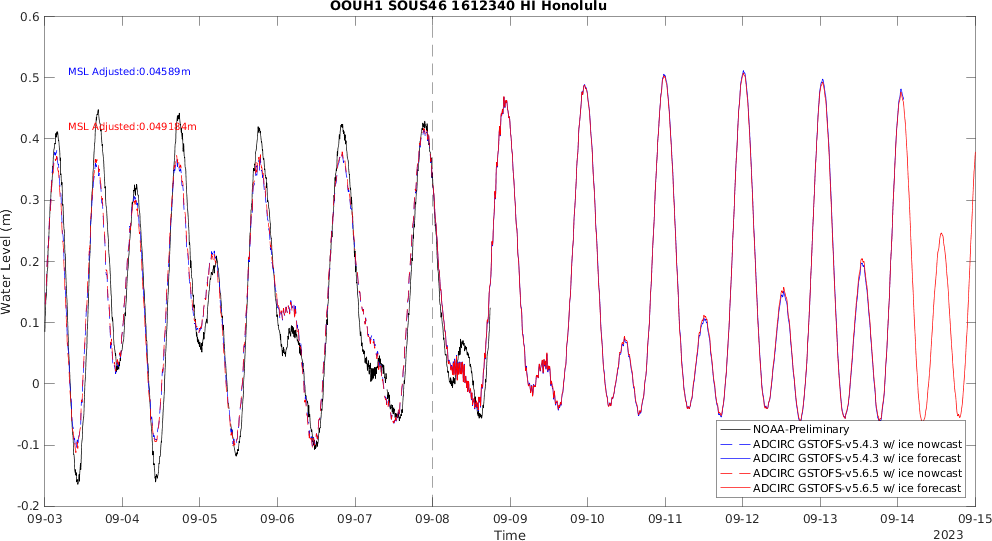 OOUH1 SOUS46 1612340 HI Honolulu
0.6
0.5
0.4
0.3
0.2
0.1
0
-0.1
-0.2
Water Level (m)
MSL Adjusted:0.04589m
MSL Adjusted:0.049184m
NOAA-Preliminary
ADCIRC GSTOFS-v5.4.3 w/ ice nowcast
ADCIRC GSTOFS-v5.4.3 w/ ice forecast
ADCIRC GSTOFS-v5.6.5 w/ ice nowcast
ADCIRC GSTOFS-v5.6.5 w/ ice forecast
09-03 09-04 09-05 09-06 09-07 09-08 09-09 09-10 09-11 09-12 09-13 09-14 09-15
Time
2023